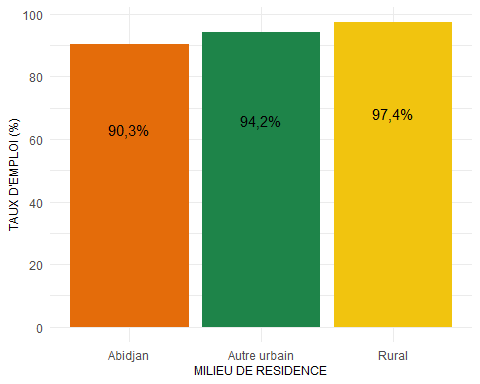 TAUX D'EMPLOI (%)
100
80
60
40
20
0
90,3%
94,2%
97,4%
Abidjan
Autre urbain
Rural
MILIEU DE RESIDENCE